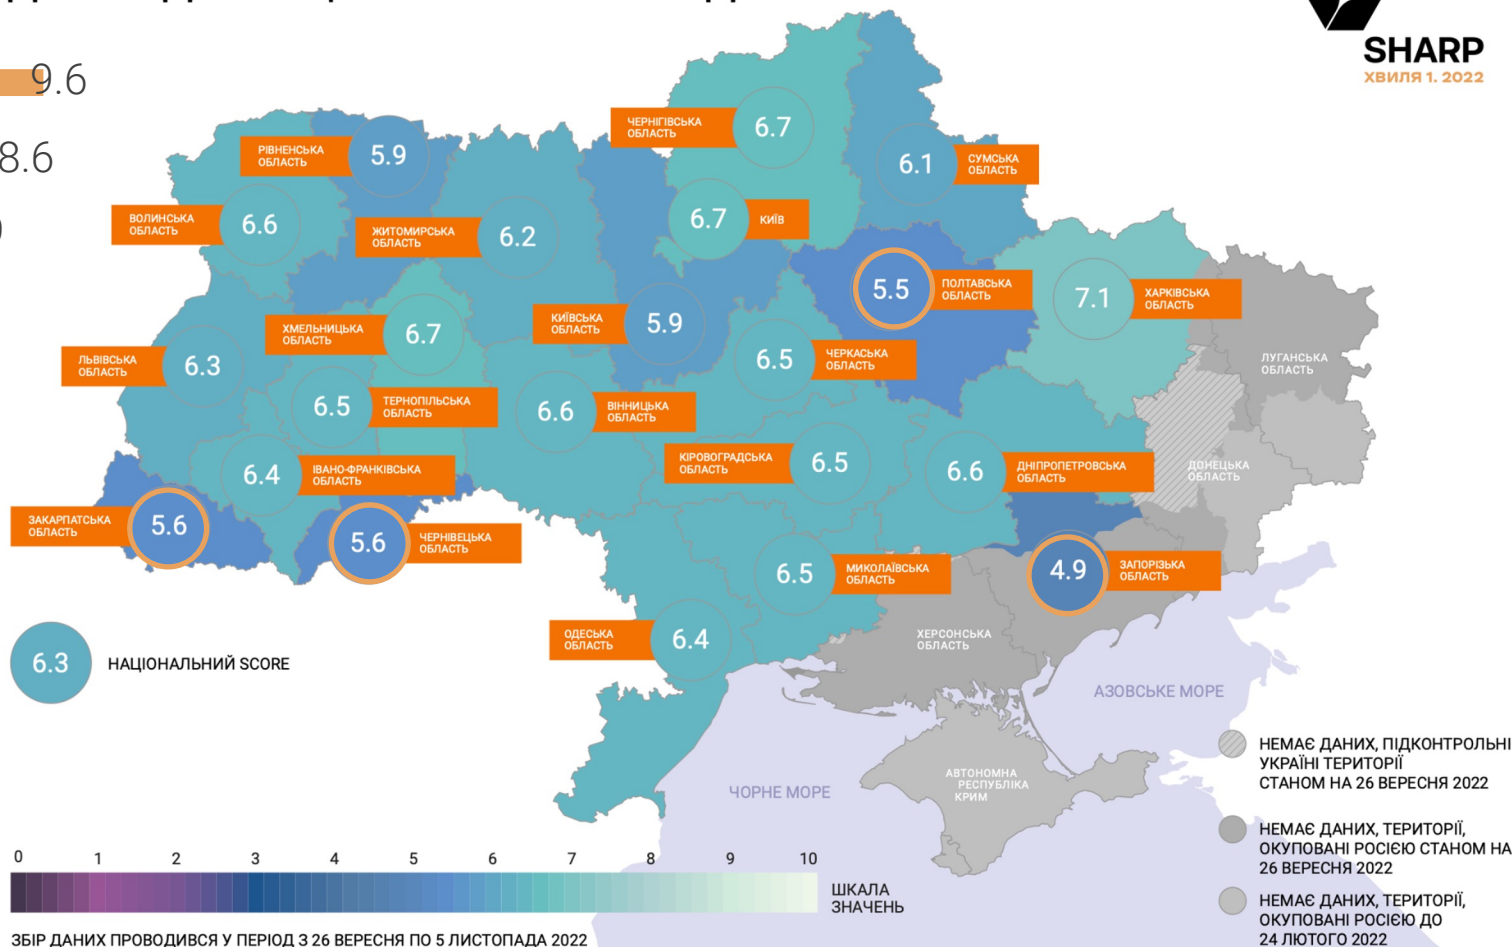 SHARP
ХВИЛЯ 1. 2022
9.6
8.6
ЧЕРНІГІВСЬКА
ОБЛАСТЬ
6.7
РІВНЕНСЬКА
ОБЛАСТЬ
5.9
6.1
СУМСЬКА
ОБЛАСТЬ
ВОЛИНСЬКА
ОБЛАСТЬ
6.6
ЖИТОМИРСЬКА
ОБЛАСТЬ
6.2
6.7
КИЇВ
5.5
ПОЛТАВСЬКА
ОБЛАСТЬ
7.1
ХАРКІВСЬКА
ОБЛАСТЬ
ХМЕЛЬНИЦЬКА
ОБЛАСТЬ
6.7
КИЇВСЬКА
ОБЛАСТЬ
5.9
ЛЬВІВСЬКА
ОБЛАСТЬ
6.3
6.5
ЧЕРКАСЬКА
ОБЛАСТЬ
ЛУГАНСЬКА
ОБЛАСТЬ
6.5
ТЕРНОПІЛЬСЬКА
ОБЛАСТЬ
6.6
ВІННИЦЬКА
ОБЛАСТЬ
6.4
ІВАНО-ФРАНКІВСЬКА
ОБЛАСТЬ
КІРОВОГРАДСЬКА
ОБЛАСТЬ
6.5
6.6
ДНІПРОПЕТРОВСЬКА
ОБЛАСТЬ
ДОНЕЦЬКА
ОБЛАСТЬ
ЗАКАРПАТСЬКА
ОБЛАСТЬ
5.6
5.6
ЧЕРНІВЕЦЬКА
ОБЛАСТЬ
6.5
МИКОЛАЇВСЬКА
ОБЛАСТЬ
4.9
ЗАПОРІЗЬКА
ОБЛАСТЬ
ОДЕСЬКА
ОБЛАСТЬ
6.4
ХЕРСОНСЬКА
ОБЛАСТЬ
6.3
НАЦІОНАЛЬНИЙ SCORE
АЗОВСЬКЕ МОРЕ
ЧОРНЕ МОРЕ
АВТОНОМНА
РЕСПУБЛІКА
КРИМ
НЕМАЄ ДАНИХ, ПІДКОНТРОЛЬНІ
УКРАЇНІ ТЕРИТОРІЇ
СТАНОМ НА 26 ВЕРЕСНЯ 2022
НЕМАЄ ДАНИХ, ТЕРИТОРІЇ,
ОКУПОВАНІ РОСІЄЮ СТАНОМ НА
26 ВЕРЕСНЯ 2022
НЕМАЄ ДАНИХ, ТЕРИТОРІЇ,
ОКУПОВАНІ РОСІЄЮ ДО
24 ЛЮТОГО 2022
0 1 2 3 4 5 6 7 8 9 10
ШКАЛА
ЗНАЧЕНЬ
ЗБІР ДАНИХ ПРОВОДИВСЯ У ПЕРІОД З 26 ВЕРЕСНЯ ПО 5 ЛИСТОПАДА 2022